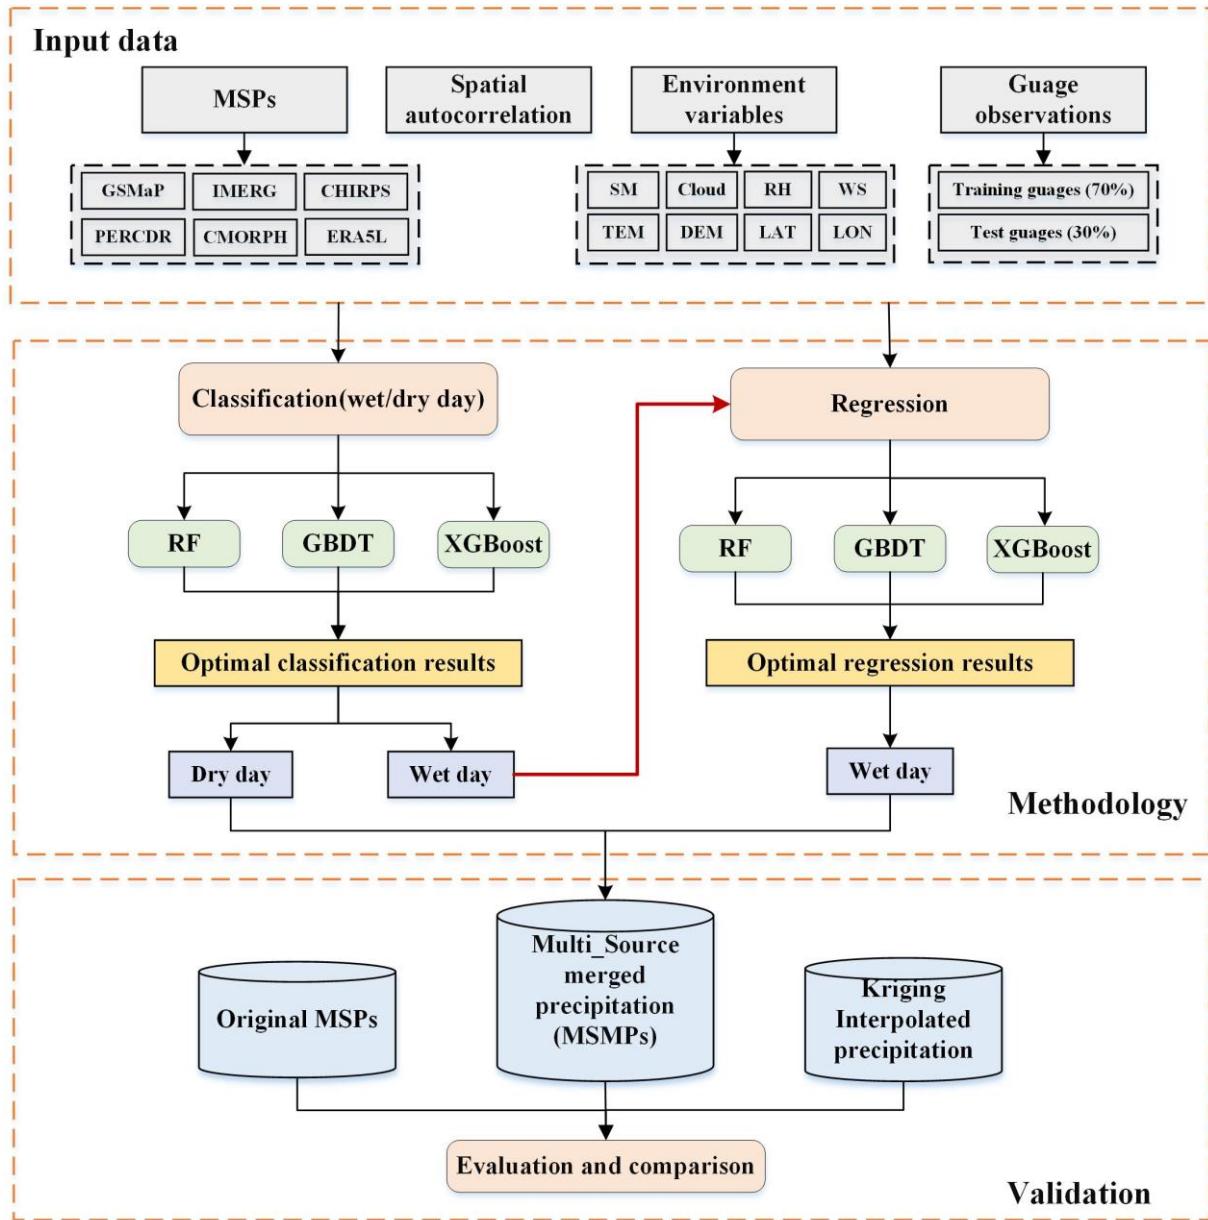 Input data
MSPs
Spatial
autocorrelation
Environment
variables
Guage
observations
GSMaP
IMERG
CHIRPS
PERCDR
CMORPH
ERA5L
SM
Cloud
RH
WS
TEM
DEM
LAT
LON
Training guages (70%)
Test guages (30%)
Classification(wet/dry day)
Regression
RF
GBDT
XGBoost
RF
GBDT
XGBoost
Optimal classification results
Optimal regression results
Dry day
Wet day
Wet day
Methodology
Original MSPs
Multi_Source
merged
precipitation
(MSMPs)
Kriging
Interpolated
precipitation
Evaluation and comparison
Validation